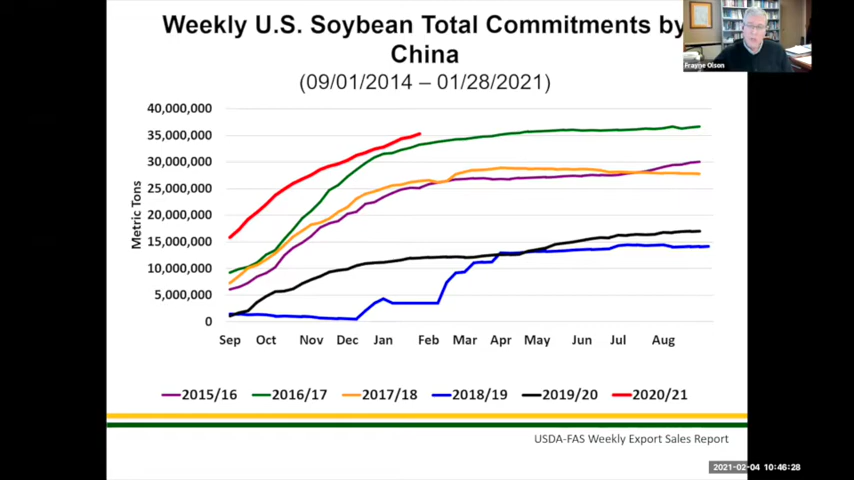 Weekly U.S. Soybean Total Commitments by
China
(09/01/2014 – 01/28/2021)
Frayne Olson
40,000,000
35,000,000
30,000,000
25,000,000
20,000,000
15,000,000
10,000,000
5,000,000
0
Metric Tons
Sep Oct Nov Dec Jan Feb Mar Apr May Jun Jul Aug
2015/16 2016/17 2017/18 2018/19 2019/20 2020/21
USDA-FAS Weekly Export Sales Report
2021-02-04 10:46:28